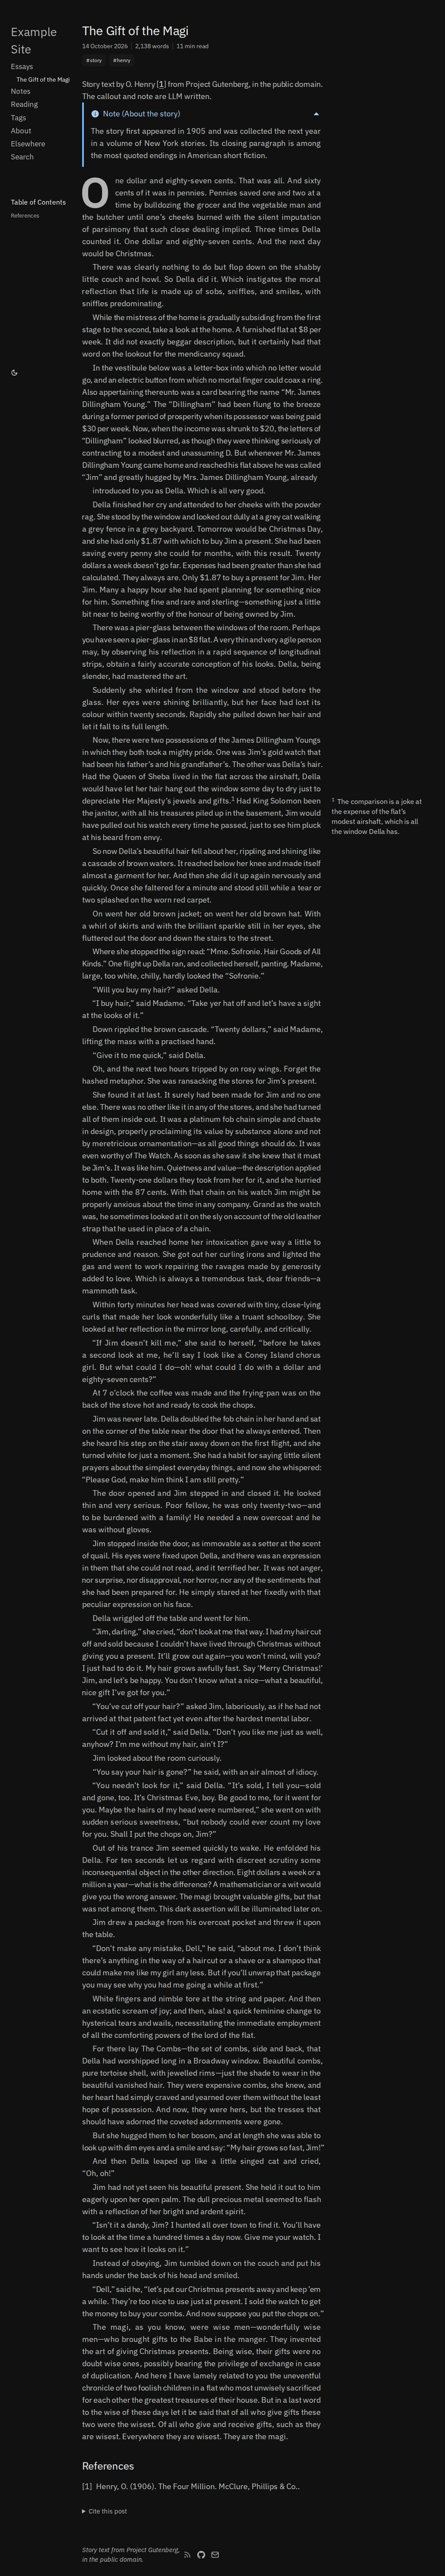 Example
Site
Essays
The Gift of the Magi
Notes
Reading
Tags
About
Elsewhere
Search
Table of Contents
References
The Gift of the Magi
14 October 2026 2,138 words 11 min read
#story #henry
Story text by O. Henry [1] from Project Gutenberg, in the public domain.
The callout and note are LLM written.
Note (About the story)
The story first appeared in 1905 and was collected the next year
in a volume of New York stories. Its closing paragraph is among
the most quoted endings in American short fiction.
One dollar and eighty-seven cents. That was all. And sixty
cents of it was in pennies. Pennies saved one and two at a
time by bulldozing the grocer and the vegetable man and
the butcher until one’s cheeks burned with the silent imputation
of parsimony that such close dealing implied. Three times Della
counted it. One dollar and eighty-seven cents. And the next day
would be Christmas.
There was clearly nothing to do but flop down on the shabby
little couch and howl. So Della did it. Which instigates the moral
reflection that life is made up of sobs, sniffles, and smiles, with
sniffles predominating.
While the mistress of the home is gradually subsiding from the first
stage to the second, take a look at the home. A furnished flat at $8 per
week. It did not exactly beggar description, but it certainly had that
word on the lookout for the mendicancy squad.
In the vestibule below was a letter-box into which no letter would
go, and an electric button from which no mortal finger could coax a ring.
Also appertaining thereunto was a card bearing the name “Mr. James
Dillingham Young.” The “Dillingham” had been flung to the breeze
during a former period of prosperity when its possessor was being paid
$30 per week. Now, when the income was shrunk to $20, the letters of
“Dillingham” looked blurred, as though they were thinking seriously of
contracting to a modest and unassuming D. But whenever Mr. James
Dillingham Young came home and reached his flat above he was called
“Jim” and greatly hugged by Mrs. James Dillingham Young, already
introduced to you as Della. Which is all very good.
Della finished her cry and attended to her cheeks with the powder
rag. She stood by the window and looked out dully at a grey cat walking
a grey fence in a grey backyard. Tomorrow would be Christmas Day,
and she had only $1.87 with which to buy Jim a present. She had been
saving every penny she could for months, with this result. Twenty
dollars a week doesn’t go far. Expenses had been greater than she had
calculated. They always are. Only $1.87 to buy a present for Jim. Her
Jim. Many a happy hour she had spent planning for something nice
for him. Something fine and rare and sterling—something just a little
bit near to being worthy of the honour of being owned by Jim.
There was a pier-glass between the windows of the room. Perhaps
you have seen a pier-glass in an $8 flat. A very thin and very agile person
may, by observing his reflection in a rapid sequence of longitudinal
strips, obtain a fairly accurate conception of his looks. Della, being
slender, had mastered the art.
Suddenly she whirled from the window and stood before the
glass. Her eyes were shining brilliantly, but her face had lost its
colour within twenty seconds. Rapidly she pulled down her hair and
let it fall to its full length.
Now, there were two possessions of the James Dillingham Youngs
in which they both took a mighty pride. One was Jim’s gold watch that
had been his father’s and his grandfather’s. The other was Della’s hair.
Had the Queen of Sheba lived in the flat across the airshaft, Della
would have let her hair hang out the window some day to dry just to
depreciate Her Majesty’s jewels and gifts.1 Had King Solomon been
the janitor, with all his treasures piled up in the basement, Jim would
have pulled out his watch every time he passed, just to see him pluck
at his beard from envy.
1 The comparison is a joke at
the expense of the flat’s
modest airshaft, which is all
the window Della has.
So now Della’s beautiful hair fell about her, rippling and shining like
a cascade of brown waters. It reached below her knee and made itself
almost a garment for her. And then she did it up again nervously and
quickly. Once she faltered for a minute and stood still while a tear or
two splashed on the worn red carpet.
On went her old brown jacket; on went her old brown hat. With
a whirl of skirts and with the brilliant sparkle still in her eyes, she
fluttered out the door and down the stairs to the street.
Where she stopped the sign read: “Mme. Sofronie. Hair Goods of All
Kinds.” One flight up Della ran, and collected herself, panting. Madame,
large, too white, chilly, hardly looked the “Sofronie.”
“Will you buy my hair?” asked Della.
“I buy hair,” said Madame. “Take yer hat off and let’s have a sight
at the looks of it.”
Down rippled the brown cascade. “Twenty dollars,” said Madame,
lifting the mass with a practised hand.
“Give it to me quick,” said Della.
Oh, and the next two hours tripped by on rosy wings. Forget the
hashed metaphor. She was ransacking the stores for Jim’s present.
She found it at last. It surely had been made for Jim and no one
else. There was no other like it in any of the stores, and she had turned
all of them inside out. It was a platinum fob chain simple and chaste
in design, properly proclaiming its value by substance alone and not
by meretricious ornamentation—as all good things should do. It was
even worthy of The Watch. As soon as she saw it she knew that it must
be Jim’s. It was like him. Quietness and value—the description applied
to both. Twenty-one dollars they took from her for it, and she hurried
home with the 87 cents. With that chain on his watch Jim might be
properly anxious about the time in any company. Grand as the watch
was, he sometimes looked at it on the sly on account of the old leather
strap that he used in place of a chain.
When Della reached home her intoxication gave way a little to
prudence and reason. She got out her curling irons and lighted the
gas and went to work repairing the ravages made by generosity
added to love. Which is always a tremendous task, dear friends—a
mammoth task.
Within forty minutes her head was covered with tiny, close-lying
curls that made her look wonderfully like a truant schoolboy. She
looked at her reflection in the mirror long, carefully, and critically.
“If Jim doesn’t kill me,” she said to herself, “before he takes
a second look at me, he’ll say I look like a Coney Island chorus
girl. But what could I do—oh! what could I do with a dollar and
eighty-seven cents?”
At 7 o’clock the coffee was made and the frying-pan was on the
back of the stove hot and ready to cook the chops.
Jim was never late. Della doubled the fob chain in her hand and sat
on the corner of the table near the door that he always entered. Then
she heard his step on the stair away down on the first flight, and she
turned white for just a moment. She had a habit for saying little silent
prayers about the simplest everyday things, and now she whispered:
“Please God, make him think I am still pretty.”
The door opened and Jim stepped in and closed it. He looked
thin and very serious. Poor fellow, he was only twenty-two—and
to be burdened with a family! He needed a new overcoat and he
was without gloves.
Jim stopped inside the door, as immovable as a setter at the scent
of quail. His eyes were fixed upon Della, and there was an expression
in them that she could not read, and it terrified her. It was not anger,
nor surprise, nor disapproval, nor horror, nor any of the sentiments that
she had been prepared for. He simply stared at her fixedly with that
peculiar expression on his face.
Della wriggled off the table and went for him.
“Jim, darling,” she cried, “don’t look at me that way. I had my hair cut
off and sold because I couldn’t have lived through Christmas without
giving you a present. It’ll grow out again—you won’t mind, will you?
I just had to do it. My hair grows awfully fast. Say ‘Merry Christmas!’
Jim, and let’s be happy. You don’t know what a nice—what a beautiful,
nice gift I’ve got for you.”
“You’ve cut off your hair?” asked Jim, laboriously, as if he had not
arrived at that patent fact yet even after the hardest mental labor.
“Cut it off and sold it,” said Della. “Don’t you like me just as well,
anyhow? I’m me without my hair, ain’t I?”
Jim looked about the room curiously.
“You say your hair is gone?” he said, with an air almost of idiocy.
“You needn’t look for it,” said Della. “It’s sold, I tell you—sold
and gone, too. It’s Christmas Eve, boy. Be good to me, for it went for
you. Maybe the hairs of my head were numbered,” she went on with
sudden serious sweetness, “but nobody could ever count my love
for you. Shall I put the chops on, Jim?”
Out of his trance Jim seemed quickly to wake. He enfolded his
Della. For ten seconds let us regard with discreet scrutiny some
inconsequential object in the other direction. Eight dollars a week or a
million a year—what is the difference? A mathematician or a wit would
give you the wrong answer. The magi brought valuable gifts, but that
was not among them. This dark assertion will be illuminated later on.
Jim drew a package from his overcoat pocket and threw it upon
the table.
“Don’t make any mistake, Dell,” he said, “about me. I don’t think
there’s anything in the way of a haircut or a shave or a shampoo that
could make me like my girl any less. But if you’ll unwrap that package
you may see why you had me going a while at first.”
White fingers and nimble tore at the string and paper. And then
an ecstatic scream of joy; and then, alas! a quick feminine change to
hysterical tears and wails, necessitating the immediate employment
of all the comforting powers of the lord of the flat.
For there lay The Combs—the set of combs, side and back, that
Della had worshipped long in a Broadway window. Beautiful combs,
pure tortoise shell, with jewelled rims—just the shade to wear in the
beautiful vanished hair. They were expensive combs, she knew, and
her heart had simply craved and yearned over them without the least
hope of possession. And now, they were hers, but the tresses that
should have adorned the coveted adornments were gone.
But she hugged them to her bosom, and at length she was able to
look up with dim eyes and a smile and say: “My hair grows so fast, Jim!”
And then Della leaped up like a little singed cat and cried,
“Oh, oh!”
Jim had not yet seen his beautiful present. She held it out to him
eagerly upon her open palm. The dull precious metal seemed to flash
with a reflection of her bright and ardent spirit.
“Isn’t it a dandy, Jim? I hunted all over town to find it. You’ll have
to look at the time a hundred times a day now. Give me your watch. I
want to see how it looks on it.”
Instead of obeying, Jim tumbled down on the couch and put his
hands under the back of his head and smiled.
“Dell,” said he, “let’s put our Christmas presents away and keep ’em
a while. They’re too nice to use just at present. I sold the watch to get
the money to buy your combs. And now suppose you put the chops on.”
The magi, as you know, were wise men—wonderfully wise
men—who brought gifts to the Babe in the manger. They invented
the art of giving Christmas presents. Being wise, their gifts were no
doubt wise ones, possibly bearing the privilege of exchange in case
of duplication. And here I have lamely related to you the uneventful
chronicle of two foolish children in a flat who most unwisely sacrificed
for each other the greatest treasures of their house. But in a last word
to the wise of these days let it be said that of all who give gifts these
two were the wisest. Of all who give and receive gifts, such as they
are wisest. Everywhere they are wisest. They are the magi.
References
[1] Henry, O. (1906). The Four Million. McClure, Phillips & Co..
Cite this post
Story text from Project Gutenberg,
in the public domain.